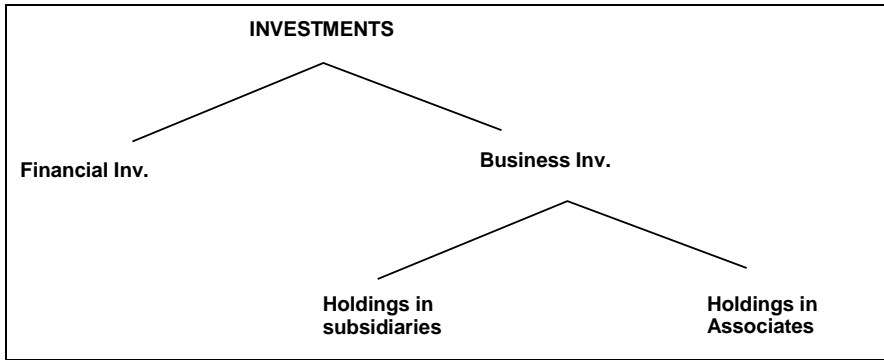 INVESTMENTS
Financial Inv.
Business Inv.
Holdings in
subsidiaries
Holdings in
Associates